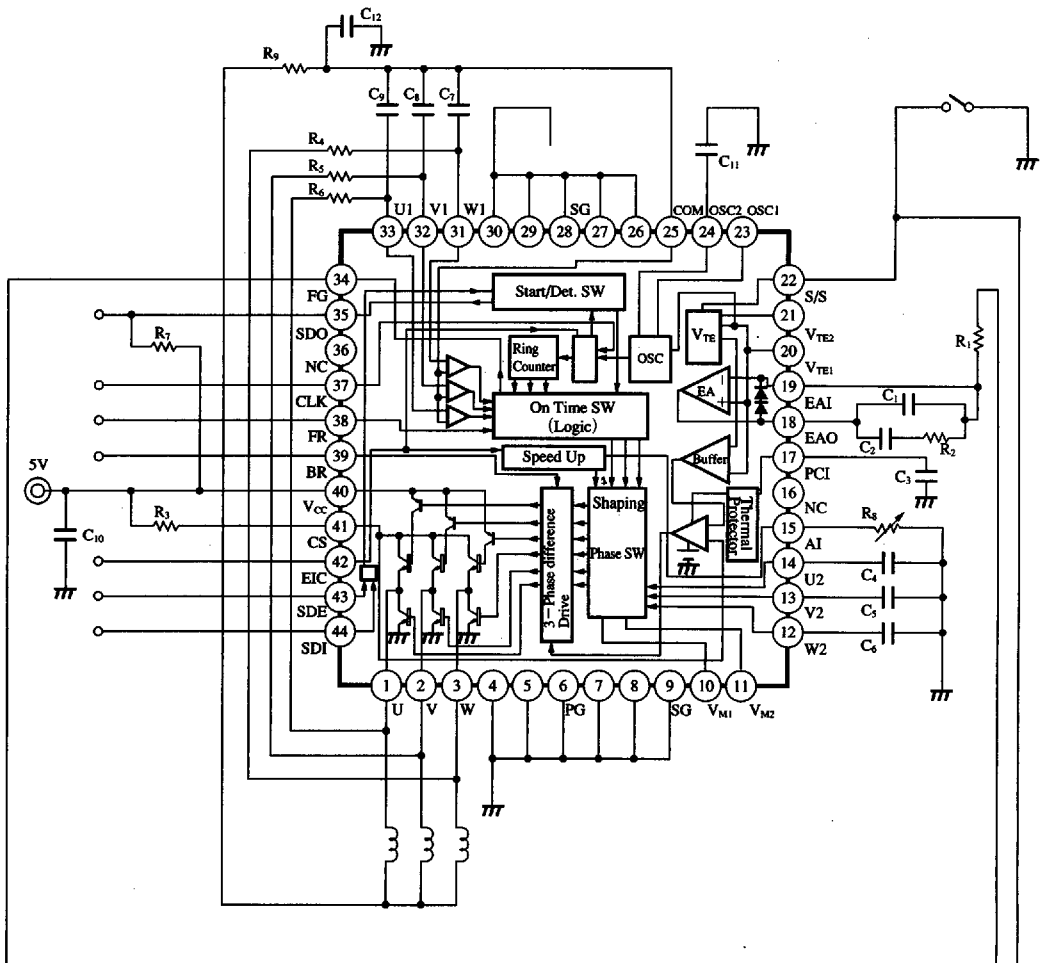 C12
R9
C9
C8
C7
R4
R5
R6
C11
U1
V1
W1
SG
COM
OSC2
OSC1
33
32
31
30
29
28
27
26
25
24
23
34
FG
35
SDO
36
NC
37
CLK
38
FR
39
BR
40
VCC
41
CS
42
EIC
43
SDE
44
SDI
R7
5V
C10
R3
Start/Det. SW
Ring
Counter
OSC
VTE
EA
−
+
On Time SW
(Logic)
Speed Up
Buffer
3−Phase difference
Drive
Shaping
Phase SW
Thermal
Protector
22
S/S
21
VTE2
20
VTE1
19
EAI
18
EAO
17
PCI
16
NC
15
AI
14
U2
13
V2
12
W2
R1
C1
C2
R2
C3
R8
C4
C5
C6
1
2
3
4
5
6
7
8
9
10
11
U
V
W
PG
SG
VM1
VM2